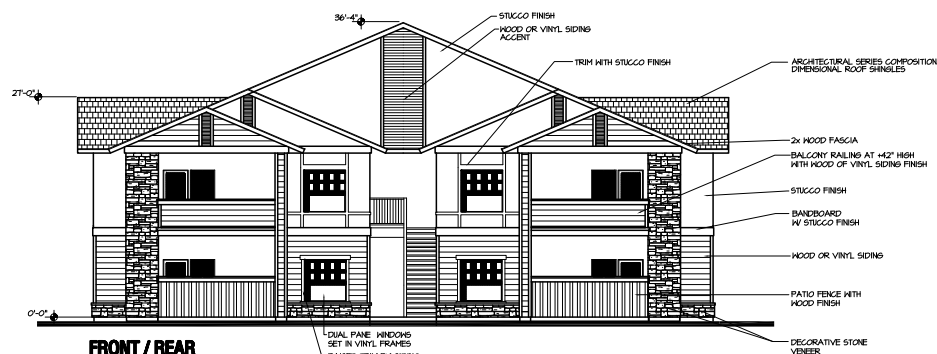 36'-4"
STUCCO FINISH
WOOD OR VINYL SIDING
ACCENT
TRIM WITH STUCCO FINISH
ARCHITECTURAL SERIES COMPOSITION
DIMENSIONAL ROOF SHINGLES
27'-0"
2x WOOD FASCIA
BALCONY RAILING AT +42" HIGH
WITH WOOD OF VINYL SIDING FINISH
STUCCO FINISH
BANDBOARD
W/ STUCCO FINISH
WOOD OR VINYL SIDING
PATIO FENCE WITH
WOOD FINISH
0'-0"
DUAL PANE WINDOWS
SET IN VINYL FRAMES
DECORATIVE STONE
VENEER
FRONT / REAR